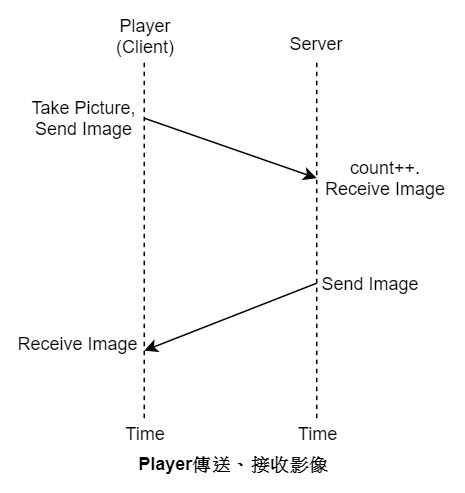 Player
(Client)
Server
Take Picture,
Send Image
count++.
Receive Image
Send Image
Receive Image
Time
Time
Player傳送、接收影像